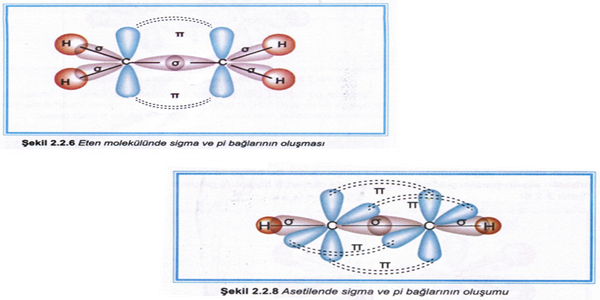 π
H σ C σ C σ H
H σ σ H
π
Şekil 2.2.6 Eten molekülünde sigma ve pi bağlarının oluşması
π
π
H σ C C σ H
π
π
Şekil 2.2.8 Asetilende sigma ve pi bağlarının oluşumu